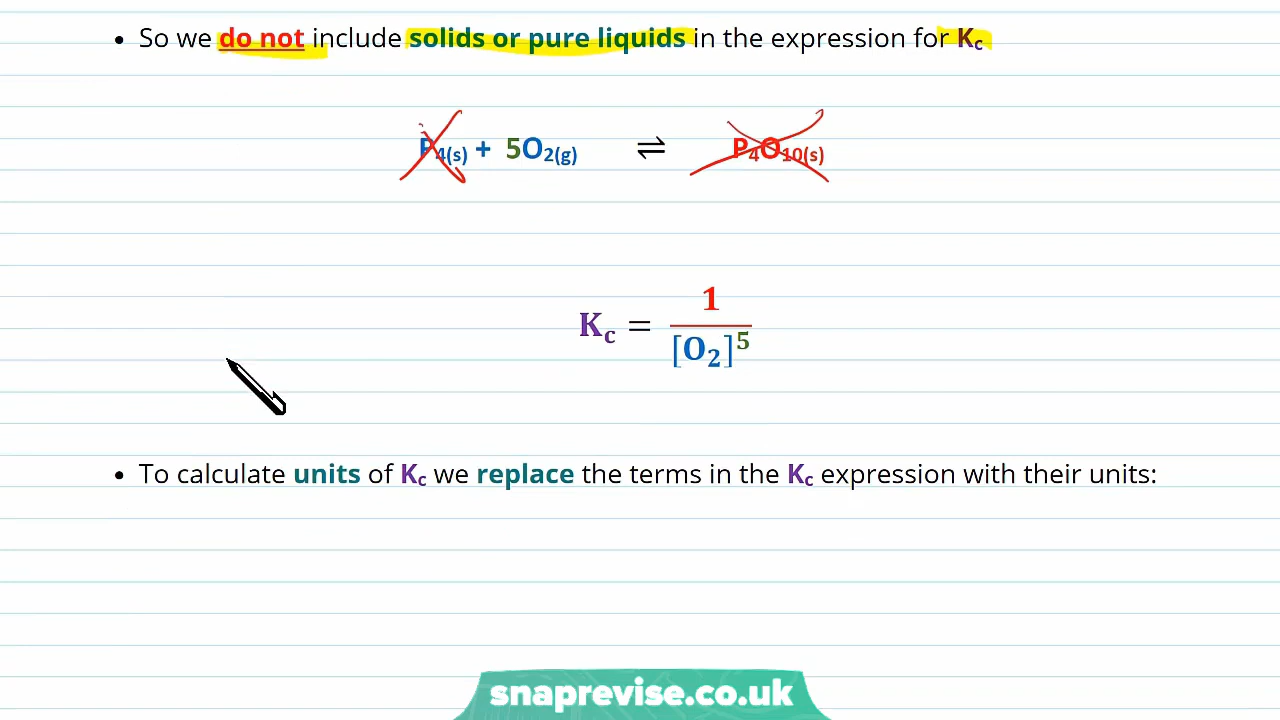 • So we do not include solids or pure liquids in the expression for Kc
P4(s) + 5O2(g) ⇌ P4O10(s)
Kc = 1 / [O2]^5
• To calculate units of Kc we replace the terms in the Kc expression with their units:
snaprevise.co.uk